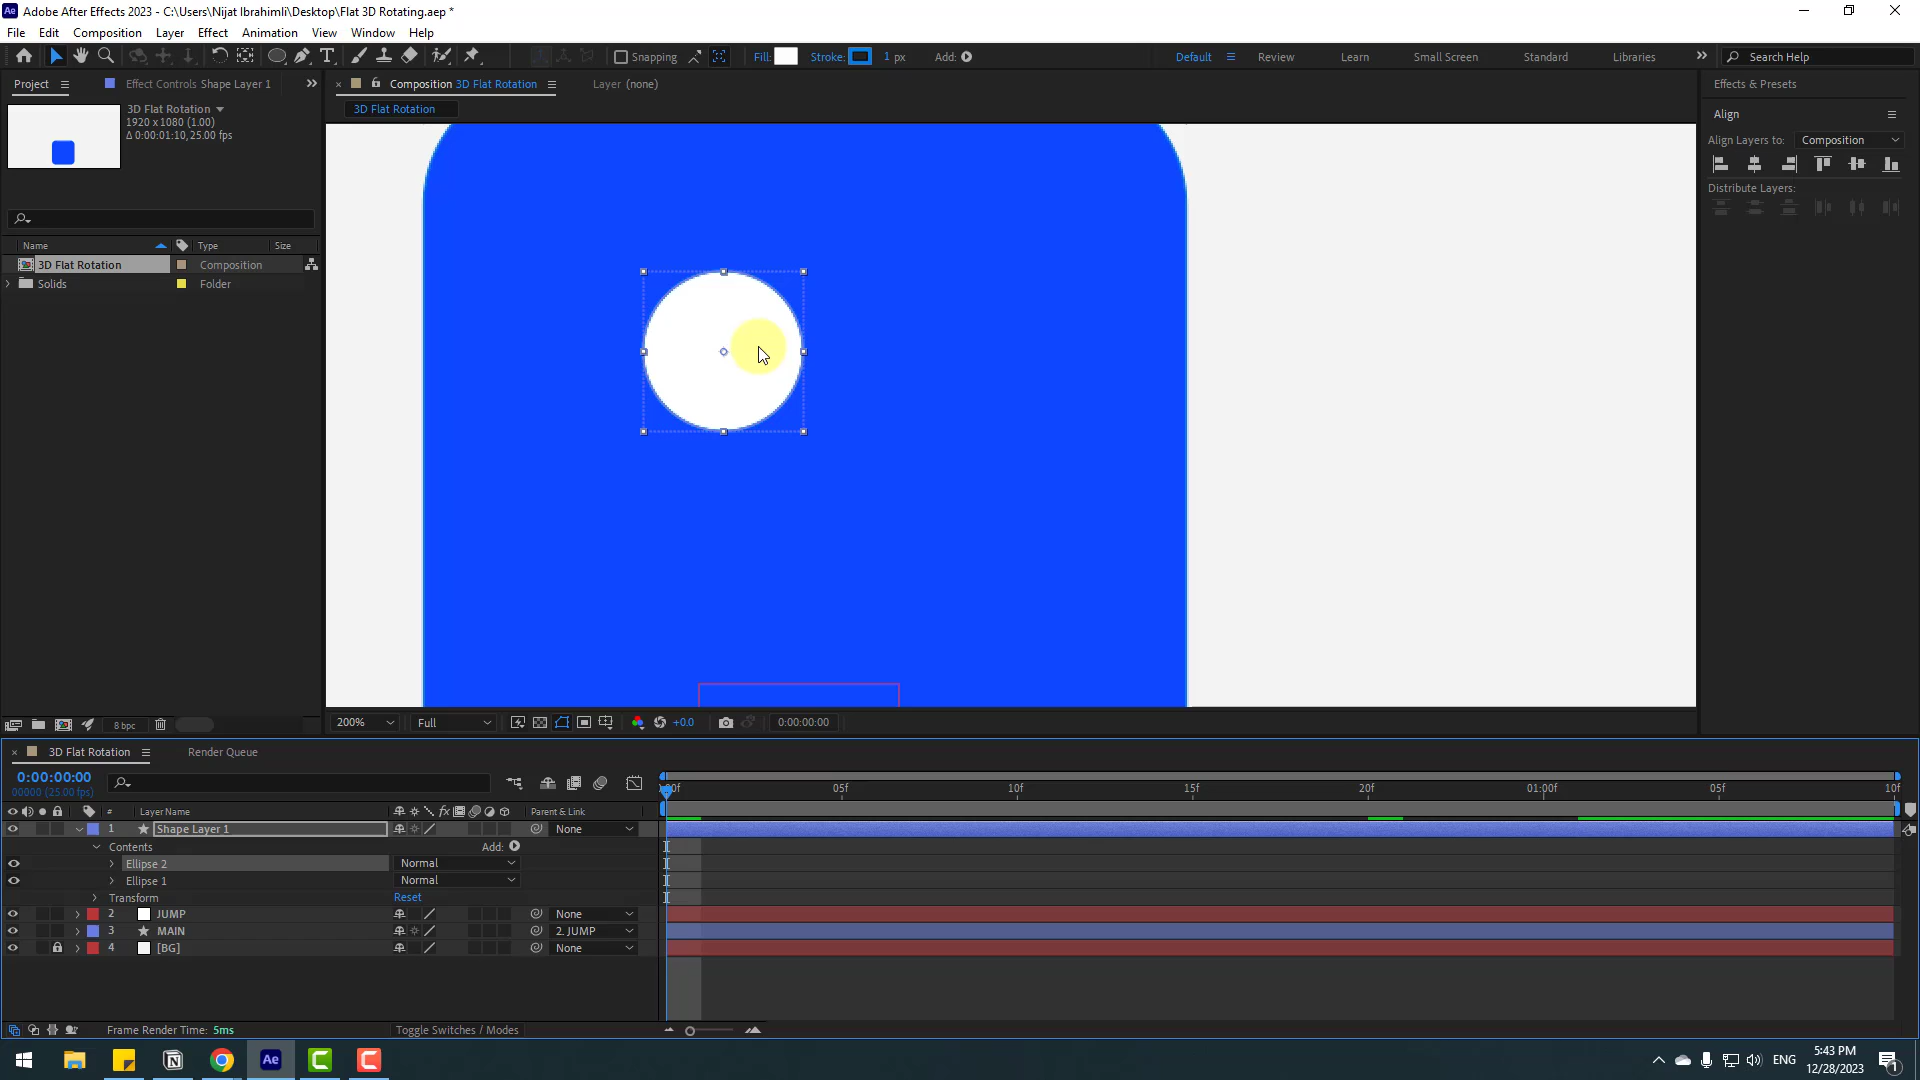 Adobe After Effects 2023 - C:\Users\Nijat Ibrahimli\Desktop\Flat 3D Rotating.aep *
File Edit Composition Layer Effect Animation View Window Help
Snapping Fill: Stroke: 1 px Add: Default Review Learn Small Screen Standard Libraries Search Help
Project Effect Controls Shape Layer 1 Composition 3D Flat Rotation Layer (none) Effects & Presets
3D Flat Rotation
1920 x 1080 (1.00)
Δ 0:00:01:10, 25.00 fps
3D Flat Rotation
Align
Align Layers to: Composition
Distribute Layers:
Name Type Size
3D Flat Rotation Composition
Solids Folder
8 bpc
200% Full +0.0 0:00:00:00
3D Flat Rotation Render Queue
0:00:00:00
00000 (25.00 fps)
:00f 05f 10f 15f 20f 01:00f 05f 10f
# Layer Name fx Parent & Link
1 Shape Layer 1 None
Contents Add:
Ellipse 2 Normal
Ellipse 1 Normal
Transform Reset
2 JUMP None
3 MAIN 2. JUMP
4 [BG] None
Frame Render Time: 5ms Toggle Switches / Modes
Ae ENG 5:43 PM
12/28/2023 1